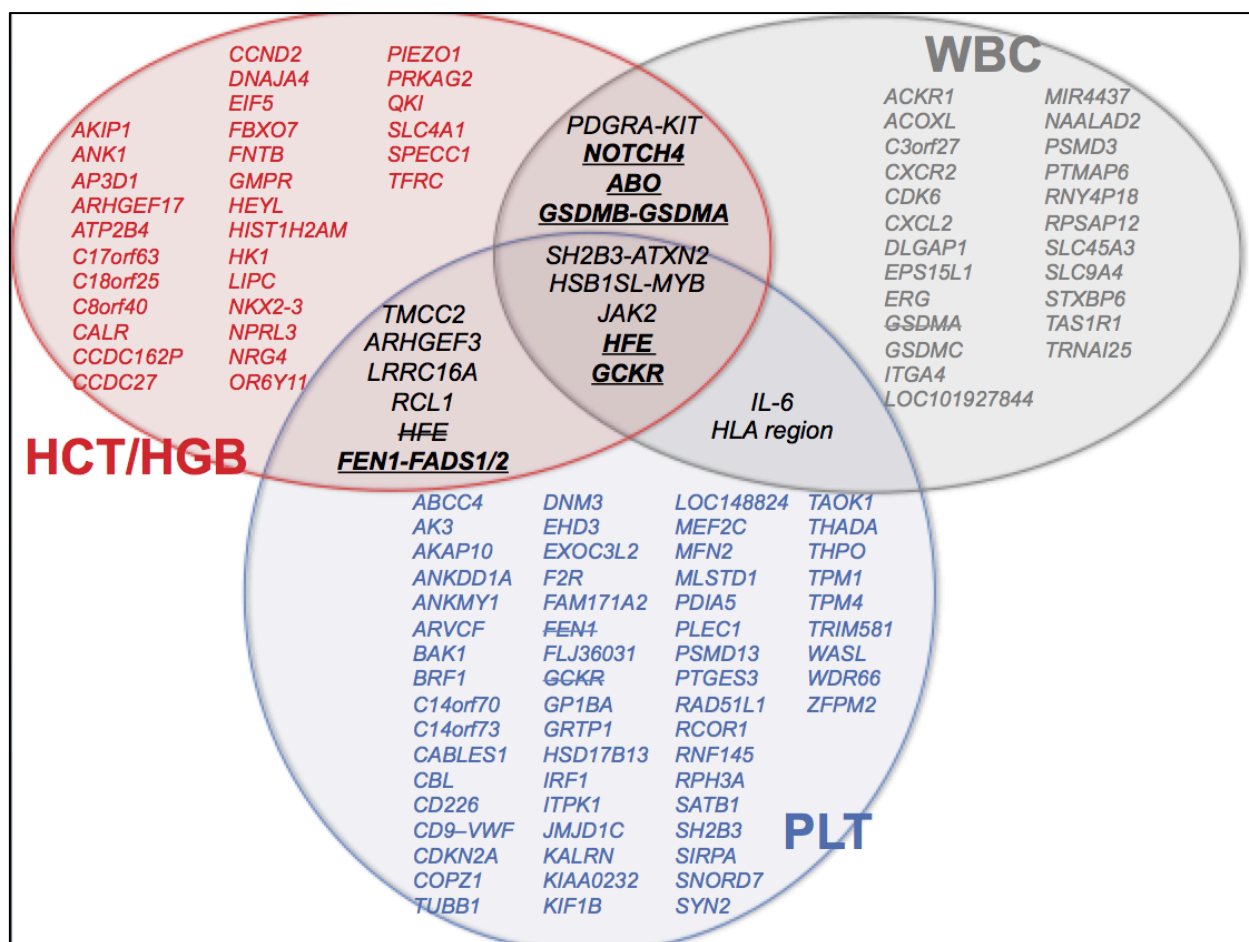 CCND2
DNAJA4
EIF5
AKIP1 FBXO7
ANK1 FNTB
AP3D1 GMPR
ARHGEF17 HEYL
ATP2B4 HIST1H2AM
C17orf63 HK1
C18orf25 LIPC
C8orf40 NKX2-3
CALR NPRL3
CCDC162P NRG4
CCDC27 OR6Y11
PIEZO1
PRKAG2
QKI
SLC4A1
SPECC1
TFRC
HCT/HGB
PDGRA-KIT
NOTCH4
ABO
GSDMB-GSDMA
SH2B3-ATXN2
HSB1SL-MYB
JAK2
HFE
GCKR
TMCC2
ARHGEF3
LRRC16A
RCL1
HFE
FEN1-FADS1/2
IL-6
HLA region
WBC
ACKR1 MIR4437
ACOXL NAALAD2
C3orf27 PSMD3
CXCR2 PTMAP6
CDK6 RNY4P18
CXCL2 RPSAP12
DLGAP1 SLC45A3
EPS15L1 SLC9A4
ERG STXBP6
GSDMA TAS1R1
GSDMC TRNAI25
ITGA4
LOC101927844
ABCC4 DNM3 LOC148824 TAOK1
AK3 EHD3 MEF2C THADA
AKAP10 EXOC3L2 MFN2 THPO
ANKDD1A F2R MLSTD1 TPM1
ANKMY1 FAM171A2 PDIA5 TPM4
ARVCF FEN1 PLEC1 TRIM581
BAK1 FLJ36031 PSMD13 WASL
BRF1 GCKR PTGES3 WDR66
C14orf70 GP1BA RAD51L1 ZFPM2
C14orf73 GRTP1 RCOR1
CABLES1 HSD17B13 RNF145
CBL IRF1 RPH3A
CD226 ITPK1 SATB1
CD9–VWF JMJD1C SH2B3
CDKN2A KALRN SIRPA
COPZ1 KIAA0232 SNORD7
TUBB1 KIF1B SYN2
PLT